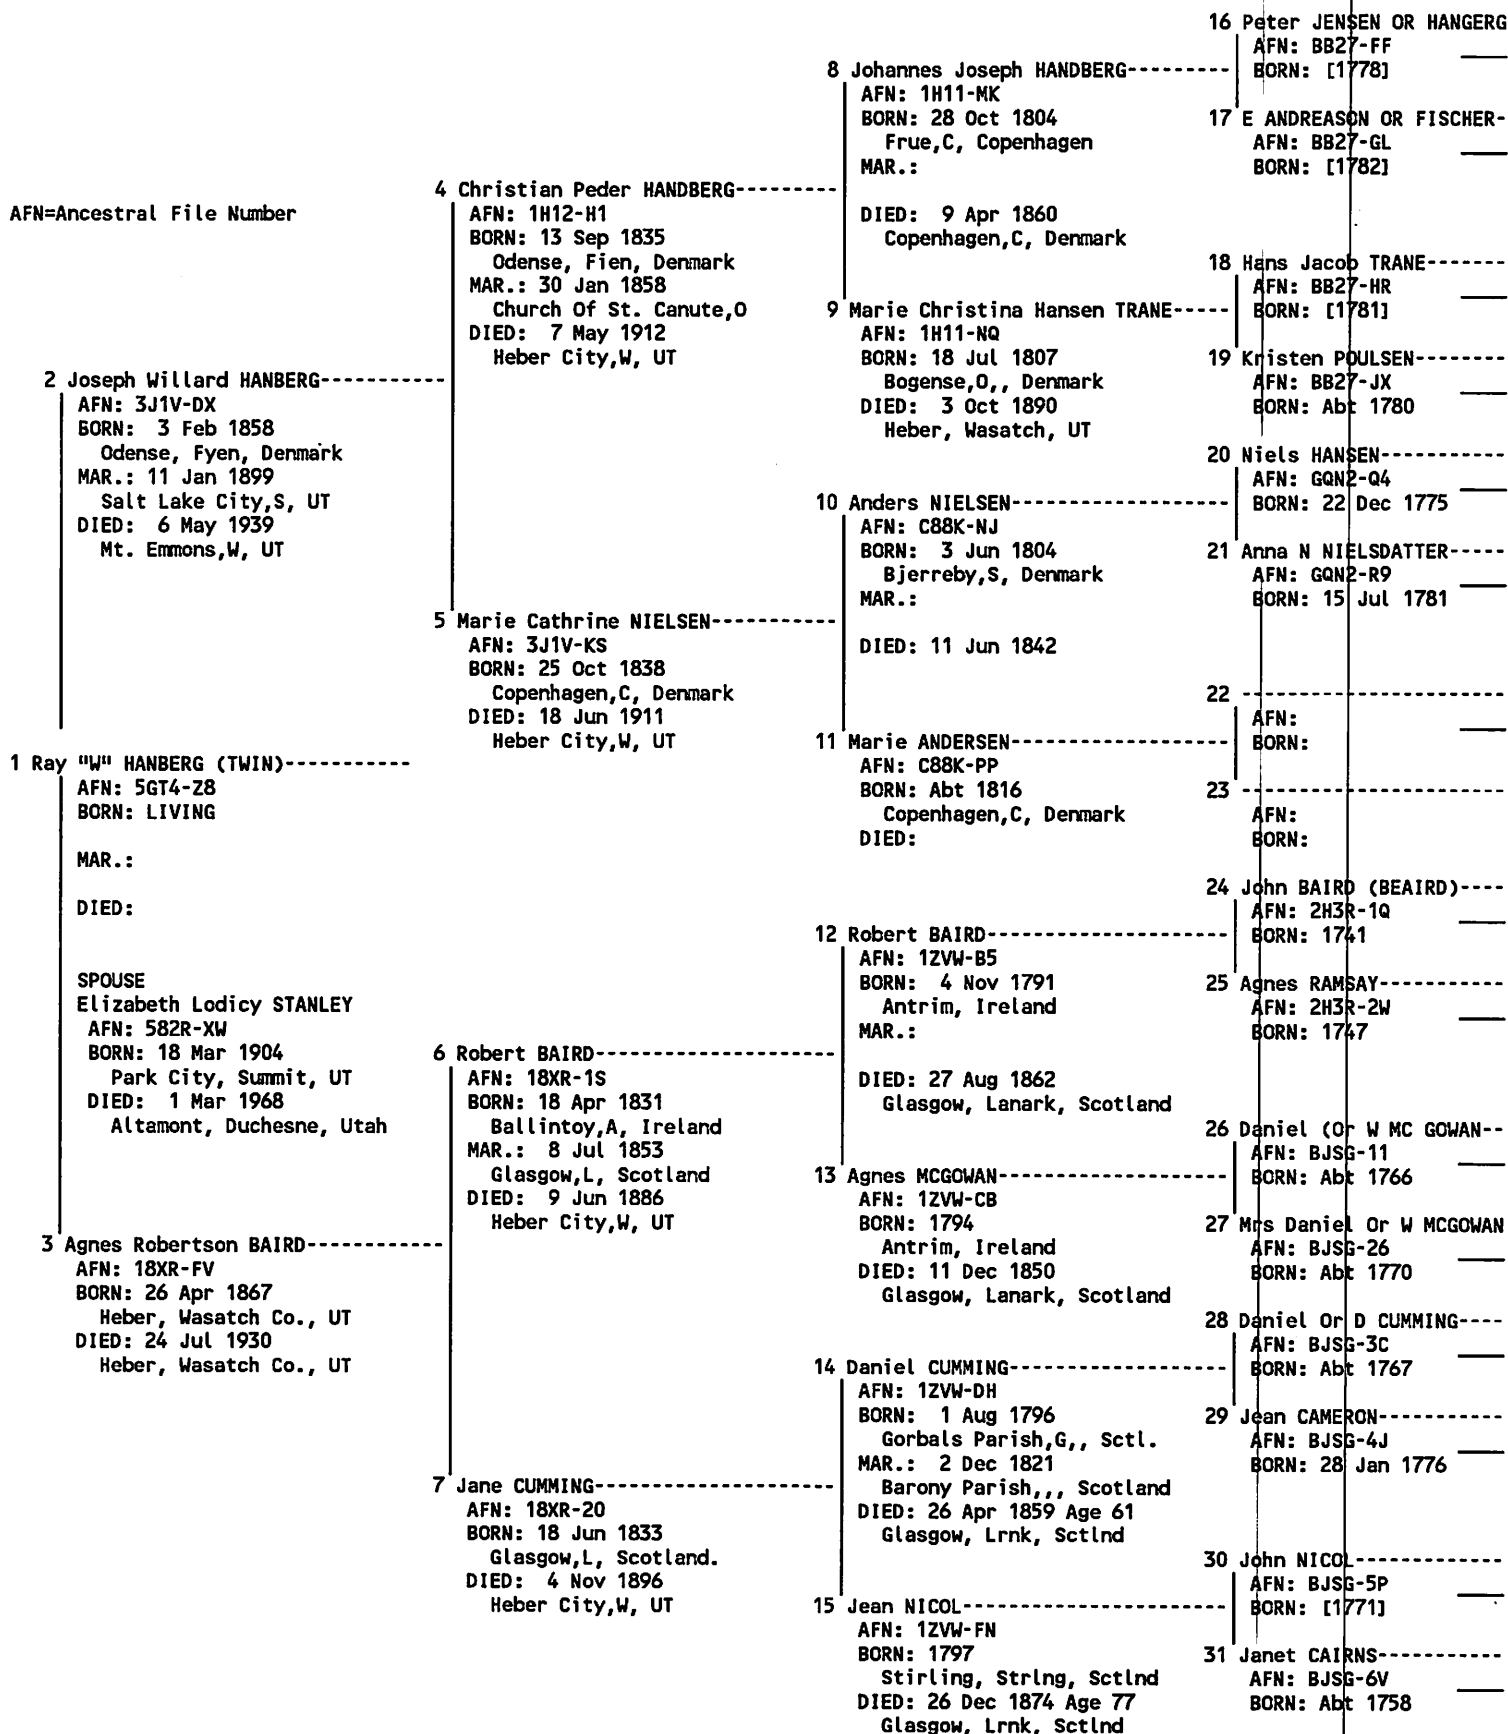 AFN=Ancestral File Number
1 Ray "W" HANBERG (TWIN)-----------
AFN: 5GT4-Z8
BORN: LIVING
MAR.:
DIED:
SPOUSE
Elizabeth Lodicy STANLEY
AFN: 582R-XW
BORN: 18 Mar 1904
Park City, Summit, UT
DIED:  1 Mar 1968
Altamont, Duchesne, Utah
2 Joseph Willard HANBERG-----------
AFN: 3J1V-DX
BORN:  3 Feb 1858
Odense, Fyen, Denmark
MAR.: 11 Jan 1899
Salt Lake City,S, UT
DIED:  6 May 1939
Mt. Emmons,W, UT
3 Agnes Robertson BAIRD------------
AFN: 18XR-FV
BORN: 26 Apr 1867
Heber, Wasatch Co., UT
DIED: 24 Jul 1930
Heber, Wasatch Co., UT
4 Christian Peder HANDBERG---------
AFN: 1H12-H1
BORN: 13 Sep 1835
Odense, Fien, Denmark
MAR.: 30 Jan 1858
Church Of St. Canute,O
DIED:  7 May 1912
Heber City,W, UT
5 Marie Cathrine NIELSEN-----------
AFN: 3J1V-KS
BORN: 25 Oct 1838
Copenhagen,C, Denmark
DIED: 18 Jun 1911
Heber City,W, UT
6 Robert BAIRD---------------------
AFN: 18XR-1S
BORN: 18 Apr 1831
Ballintoy,A, Ireland
MAR.:  8 Jul 1853
Glasgow,L, Scotland
DIED:  9 Jun 1886
Heber City,W, UT
7 Jane CUMMING---------------------
AFN: 18XR-20
BORN: 18 Jun 1833
Glasgow,L, Scotland.
DIED:  4 Nov 1896
Heber City,W, UT
8 Johannes Joseph HANDBERG---------
AFN: 1H11-MK
BORN: 28 Oct 1804
Frue,C, Copenhagen
MAR.:
DIED:  9 Apr 1860
Copenhagen,C, Denmark
9 Marie Christina Hansen TRANE-----
AFN: 1H11-NQ
BORN: 18 Jul 1807
Bogense,O,, Denmark
DIED:  3 Oct 1890
Heber, Wasatch, UT
10 Anders NIELSEN-------------------
AFN: C88K-NJ
BORN:  3 Jun 1804
Bjerreby,S, Denmark
MAR.:
DIED: 11 Jun 1842
11 Marie ANDERSEN-------------------
AFN: C88K-PP
BORN: Abt 1816
Copenhagen,C, Denmark
DIED:
12 Robert BAIRD---------------------
AFN: 1ZVW-B5
BORN:  4 Nov 1791
Antrim, Ireland
MAR.:
DIED: 27 Aug 1862
Glasgow, Lanark, Scotland
13 Agnes MCGOWAN--------------------
AFN: 1ZVW-CB
BORN: 1794
Antrim, Ireland
DIED: 11 Dec 1850
Glasgow, Lanark, Scotland
14 Daniel CUMMING-------------------
AFN: 1ZVW-DH
BORN:  1 Aug 1796
Gorbals Parish,G,, Sctl.
MAR.:  2 Dec 1821
Barony Parish,,, Scotland
DIED: 26 Apr 1859 Age 61
Glasgow, Lrnk, Sctlnd
15 Jean NICOL-----------------------
AFN: 1ZVW-FN
BORN: 1797
Stirling, Strlng, Sctlnd
DIED: 26 Dec 1874 Age 77
Glasgow, Lrnk, Sctlnd
16 Peter JENSEN OR HANGERG
AFN: BB27-FF
BORN: [1778]
17 E ANDREASON OR FISCHER-
AFN: BB27-GL
BORN: [1782]
18 Hans Jacob TRANE-------
AFN: BB27-HR
BORN: [1781]
19 Kristen POULSEN--------
AFN: BB27-JX
BORN: Abt 1780
20 Niels HANSEN-----------
AFN: GQN2-Q4
BORN: 22 Dec 1775
21 Anna N NIELSDATTER-----
AFN: GQN2-R9
BORN: 15 Jul 1781
22 -----------------------
AFN:
BORN:
23 -----------------------
AFN:
BORN:
24 John BAIRD (BEAIRD)----
AFN: 2H3R-1Q
BORN: 1741
25 Agnes RAMSAY-----------
AFN: 2H3R-2W
BORN: 1747
26 Daniel (Or W MC GOWAN--
AFN: BJSG-11
BORN: Abt 1766
27 Mrs Daniel Or W MCGOWAN
AFN: BJSG-26
BORN: Abt 1770
28 Daniel Or D CUMMING----
AFN: BJSG-3C
BORN: Abt 1767
29 Jean CAMERON-----------
AFN: BJSG-4J
BORN: 28 Jan 1776
30 John NICOL-------------
AFN: BJSG-5P
BORN: [1771]
31 Janet CAIRNS-----------
AFN: BJSG-6V
BORN: Abt 1758